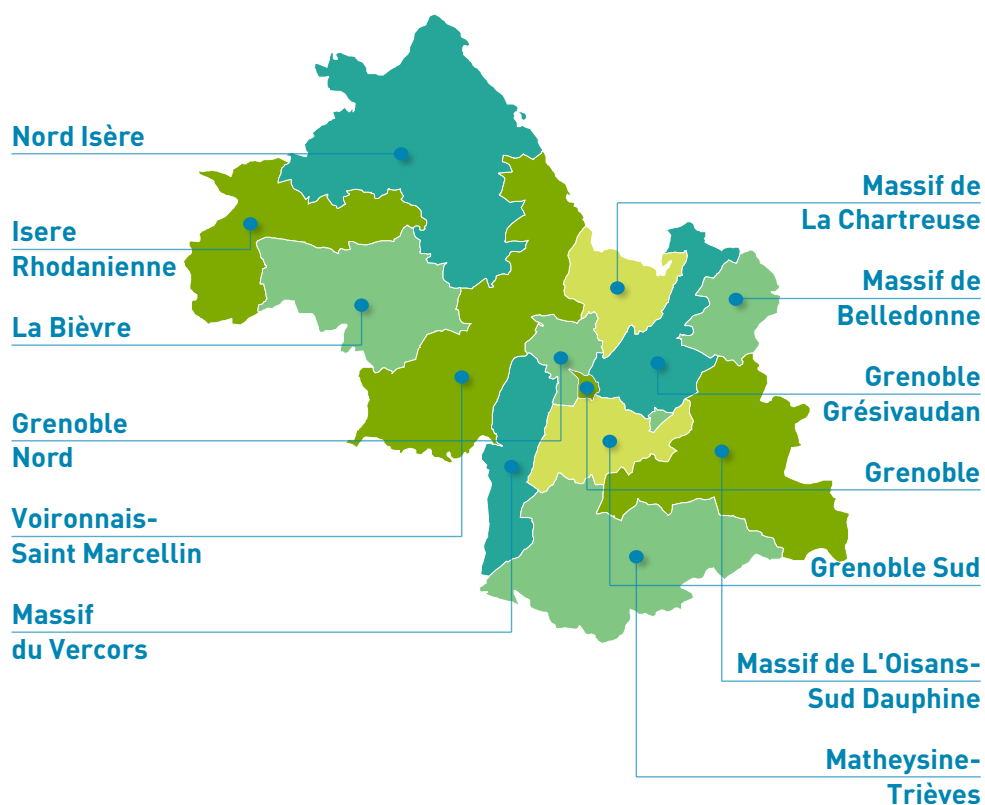 Nord Isère
Isere
Rhodanienne
La Bièvre
Grenoble
Nord
Voironnais-
Saint Marcellin
Massif
du Vercors
Massif de
La Chartreuse
Massif de
Belledonne
Grenoble
Grésivaudan
Grenoble
Grenoble Sud
Massif de L'Oisans-
Sud Dauphine
Matheysine-
Trièves